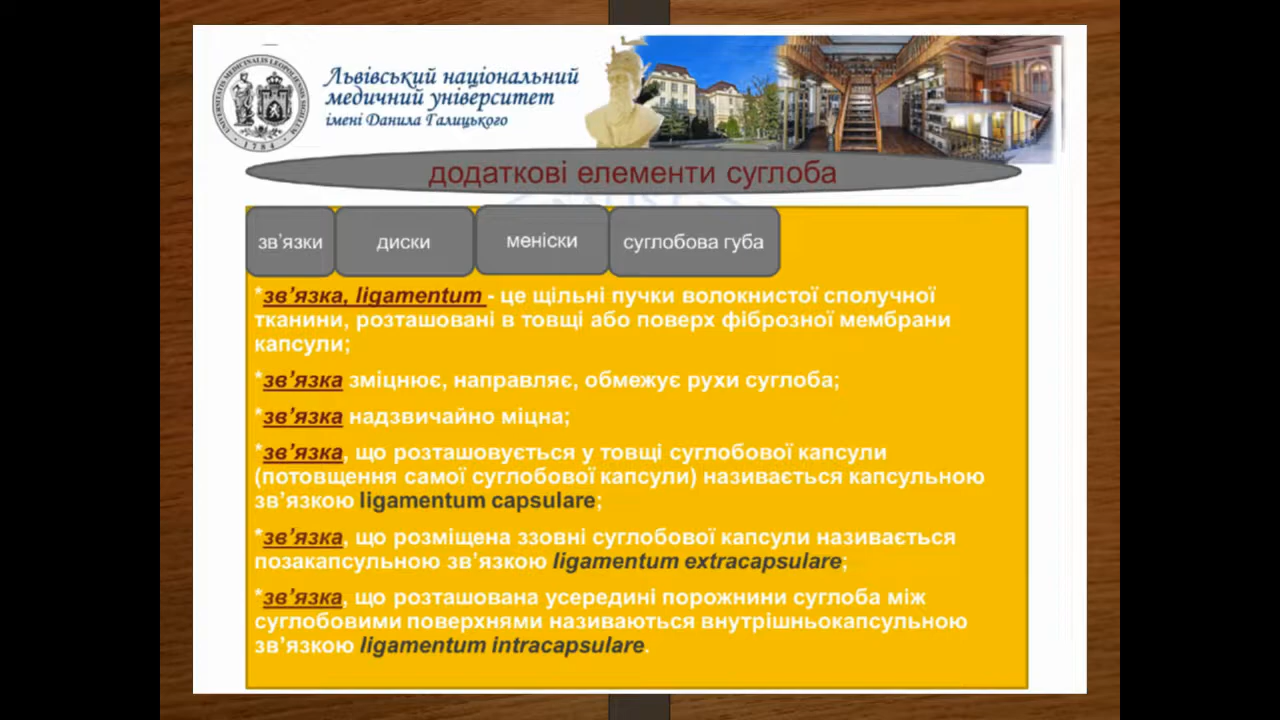 Львівський національний
медичний університет
імені Данила Галицького
додаткові елементи суглоба
зв’язки
диски
меніски
суглобова губа
*зв’язка, ligamentum - це щільні пучки волокнистої сполучної
тканини, розташовані в товщі або поверх фіброзної мембрани
капсули;
*зв’язка зміцнює, направляє, обмежує рухи суглоба;
*зв’язка надзвичайно міцна;
*зв’язка, що розташовується у товщі суглобової капсули
(потовщення самої суглобової капсули) називається капсульною
зв’язкою ligamentum capsulare;
*зв’язка, що розміщена ззовні суглобової капсули називається
позакапсульною зв’язкою ligamentum extracapsulare;
*зв’язка, що розташована усередині порожнини суглоба між
суглобовими поверхнями називаються внутрішньокапсульною
зв’язкою ligamentum intracapsulare.